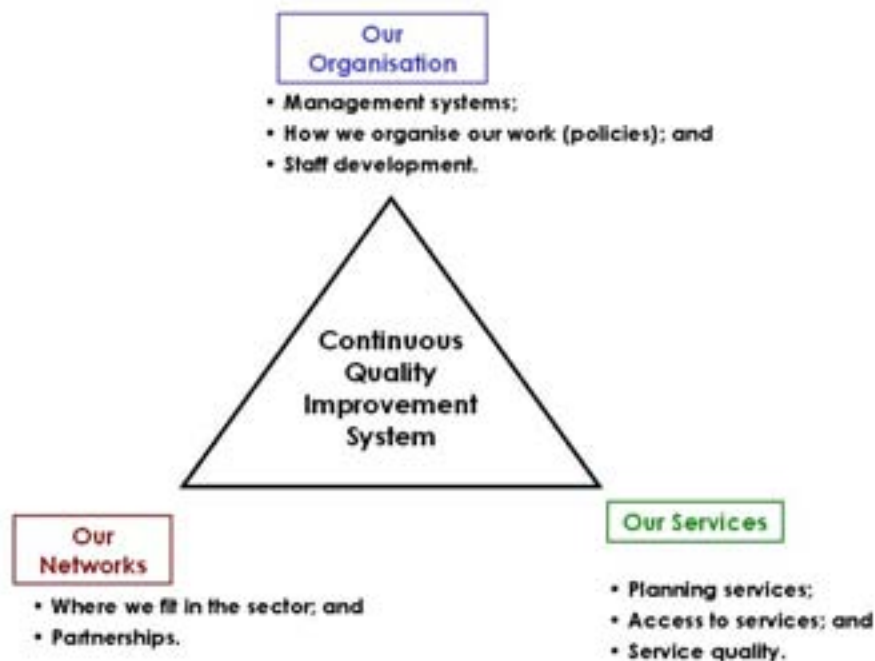 Our
Organisation
• Management systems;
• How we organise our work (policies); and
• Staff development.
Continuous
Quality
Improvement
System
Our
Networks
• Where we fit in the sector; and
• Partnerships.
Our Services
• Planning services;
• Access to services; and
• Service quality.